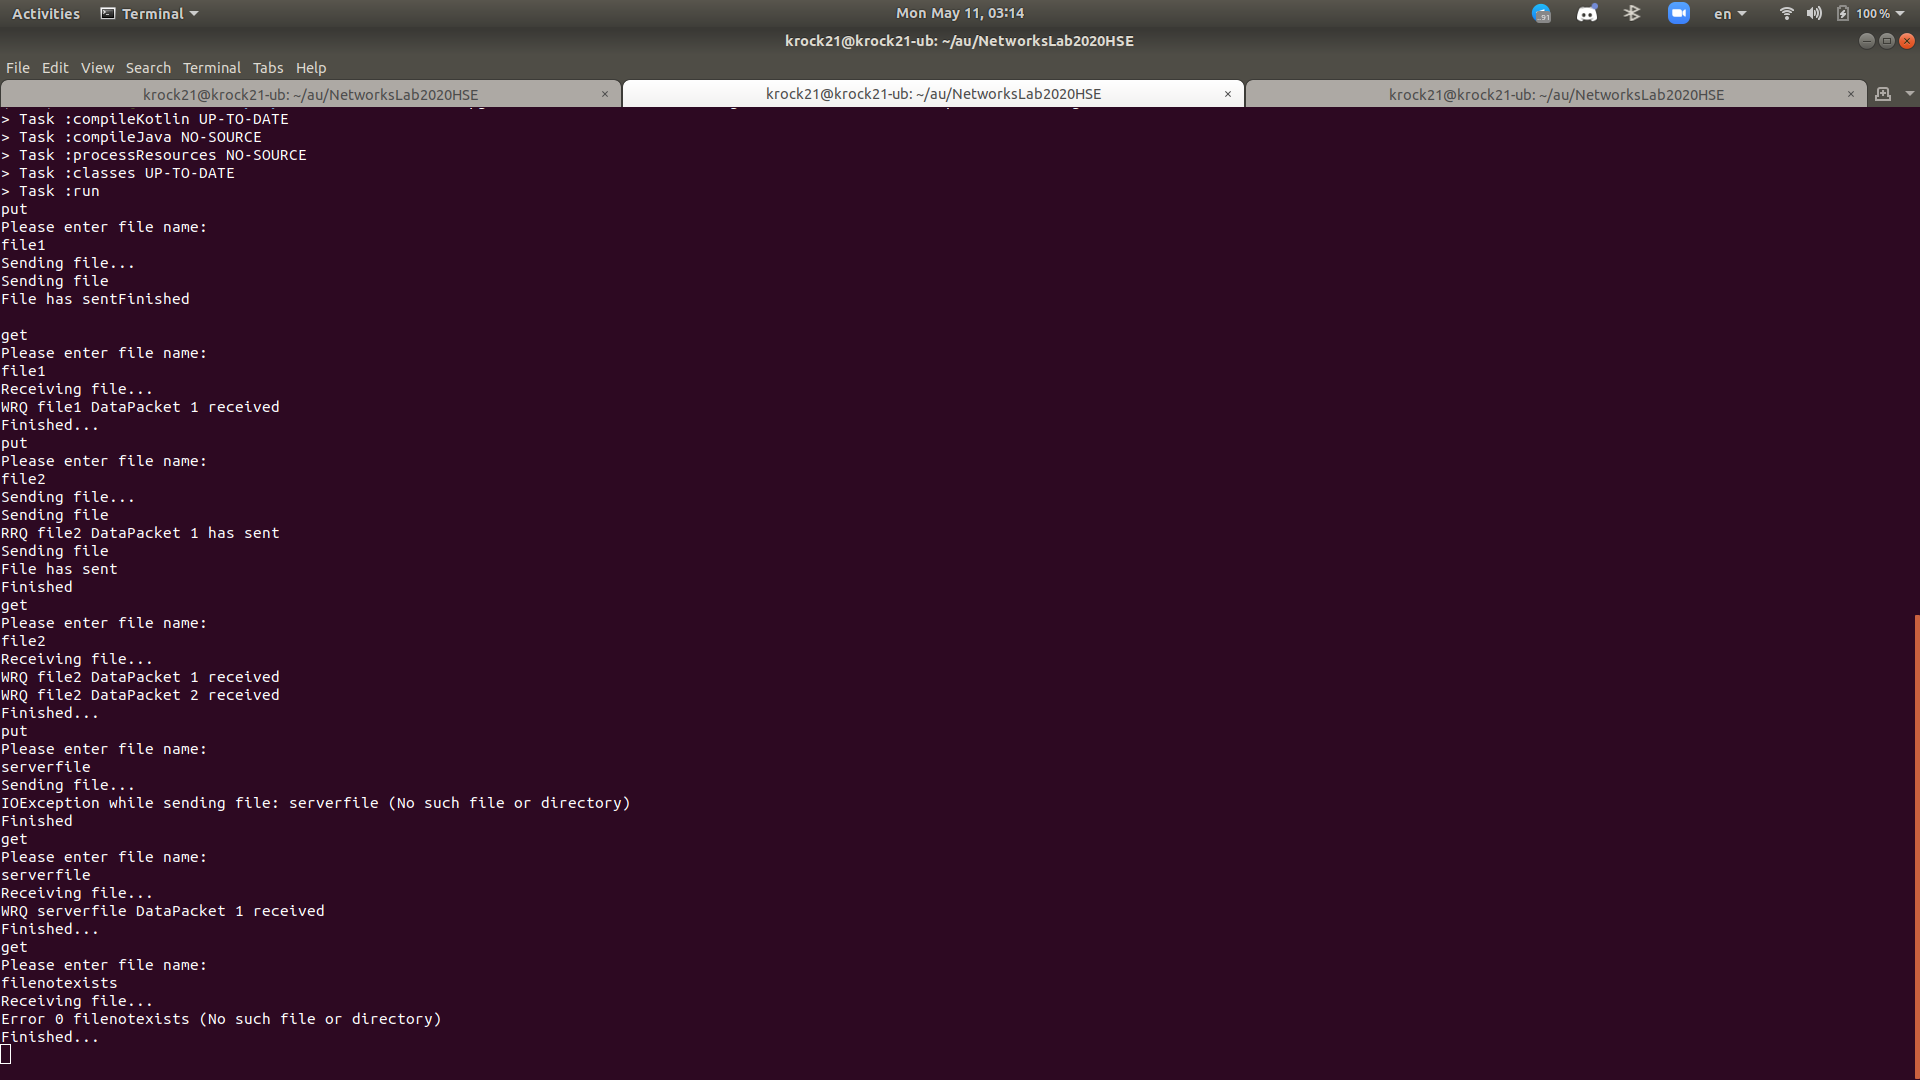 Activities Terminal Mon May 11, 03:14 91 en 100 %
krock21@krock21-ub: ~/au/NetworksLab2020HSE
File Edit View Search Terminal Tabs Help
krock21@krock21-ub: ~/au/NetworksLab2020HSE × krock21@krock21-ub: ~/au/NetworksLab2020HSE × krock21@krock21-ub: ~/au/NetworksLab2020HSE ×
> Task :compileKotlin UP-TO-DATE
> Task :compileJava NO-SOURCE
> Task :processResources NO-SOURCE
> Task :classes UP-TO-DATE
> Task :run
put
Please enter file name:
file1
Sending file...
Sending file
File has sentFinished
get
Please enter file name:
file1
Receiving file...
WRQ file1 DataPacket 1 received
Finished...
put
Please enter file name:
file2
Sending file...
Sending file
RRQ file2 DataPacket 1 has sent
Sending file
File has sent
Finished
get
Please enter file name:
file2
Receiving file...
WRQ file2 DataPacket 1 received
WRQ file2 DataPacket 2 received
Finished...
put
Please enter file name:
serverfile
Sending file...
IOException while sending file: serverfile (No such file or directory)
Finished
get
Please enter file name:
serverfile
Receiving file...
WRQ serverfile DataPacket 1 received
Finished...
get
Please enter file name:
filenotexists
Receiving file...
Error 0 filenotexists (No such file or directory)
Finished...